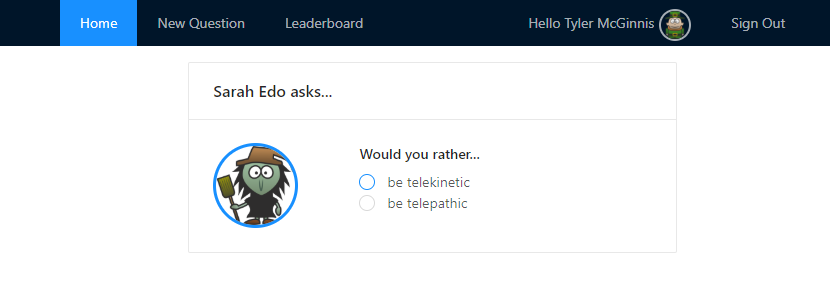 Home New Question Leaderboard Hello Tyler McGinnis Sign Out
Sarah Edo asks...
Would you rather...
be telekinetic
be telepathic